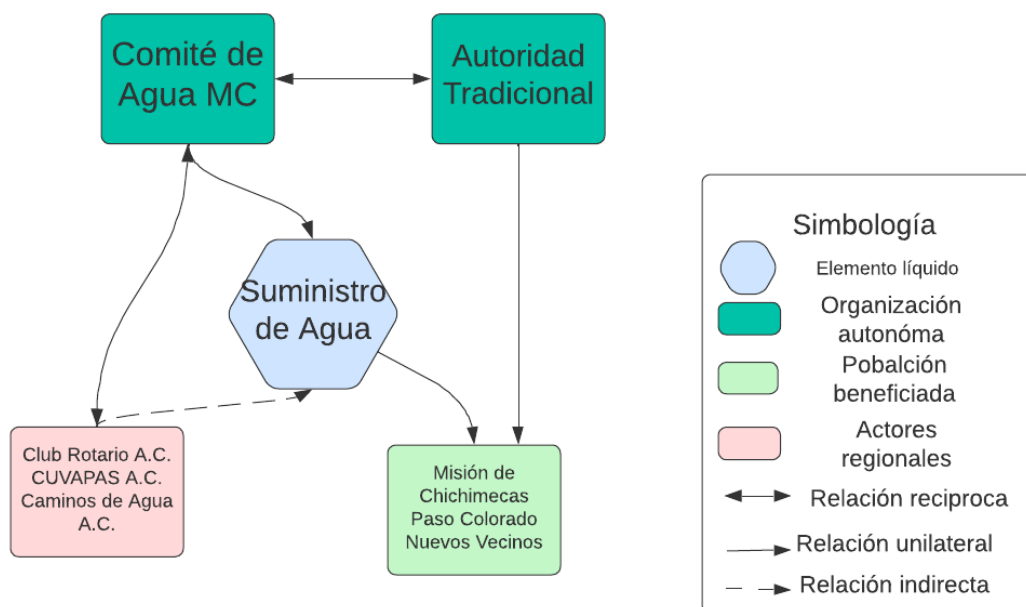 Comité de
Agua MC
Autoridad
Tradicional
Suministro
de Agua
Club Rotario A.C.
CUVAPAS A.C.
Caminos de Agua
A.C.
Misión de
Chichimecas
Paso Colorado
Nuevos Vecinos
Simbología
Elemento líquido
Organización
autonóma
Pobalción
beneficiada
Actores
regionales
Relación reciproca
Relación unilateral
Relación indirecta